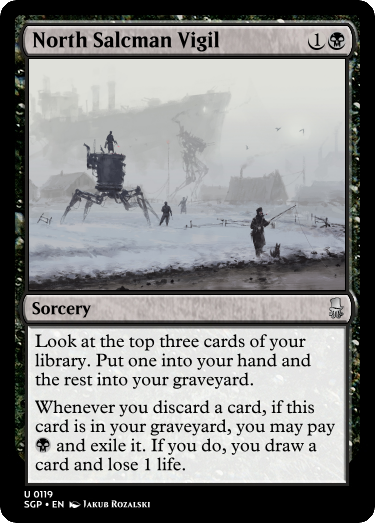 North Salcman Vigil 1
Sorcery
Look at the top three cards of your
library. Put one into your hand and
the rest into your graveyard.
Whenever you discard a card, if this
card is in your graveyard, you may pay
and exile it. If you do, you draw a
card and lose 1 life.
U 0119
SGP • EN Jakub Rozalski